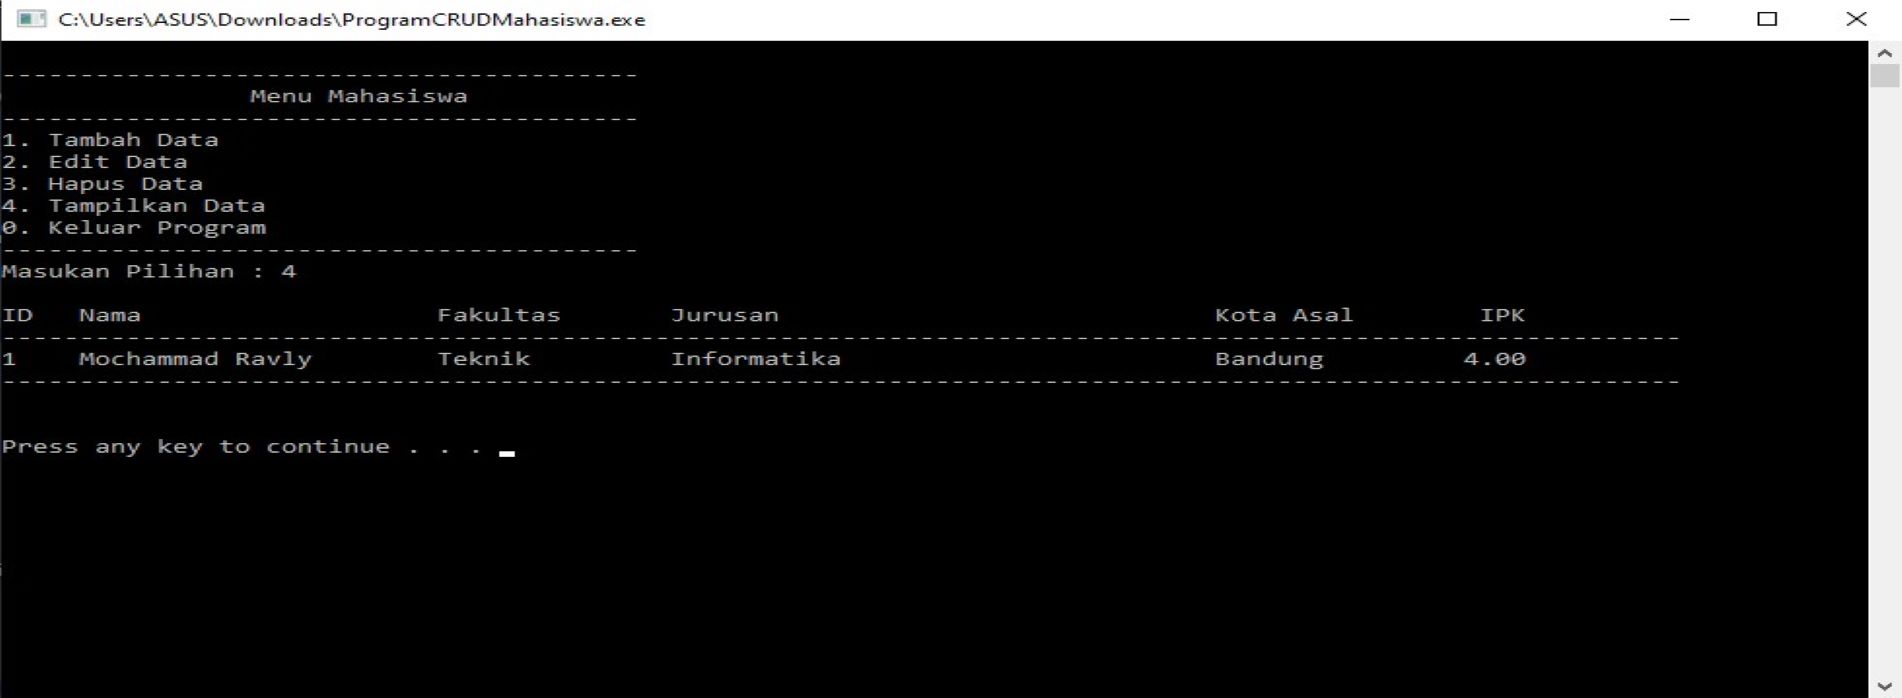 C:\Users\ASUS\Downloads\ProgramCRUDMahasiswa.exe
-----------------------------------------
Menu Mahasiswa
-----------------------------------------
1. Tambah Data
2. Edit Data
3. Hapus Data
4. Tampilkan Data
0. Keluar Program
-----------------------------------------
Masukan Pilihan : 4
ID Nama Fakultas Jurusan Kota Asal IPK
------------------------------------------------------------------------------------------------------------
1 Mochammad Ravly Teknik Informatika Bandung 4.00
------------------------------------------------------------------------------------------------------------
Press any key to continue . . .